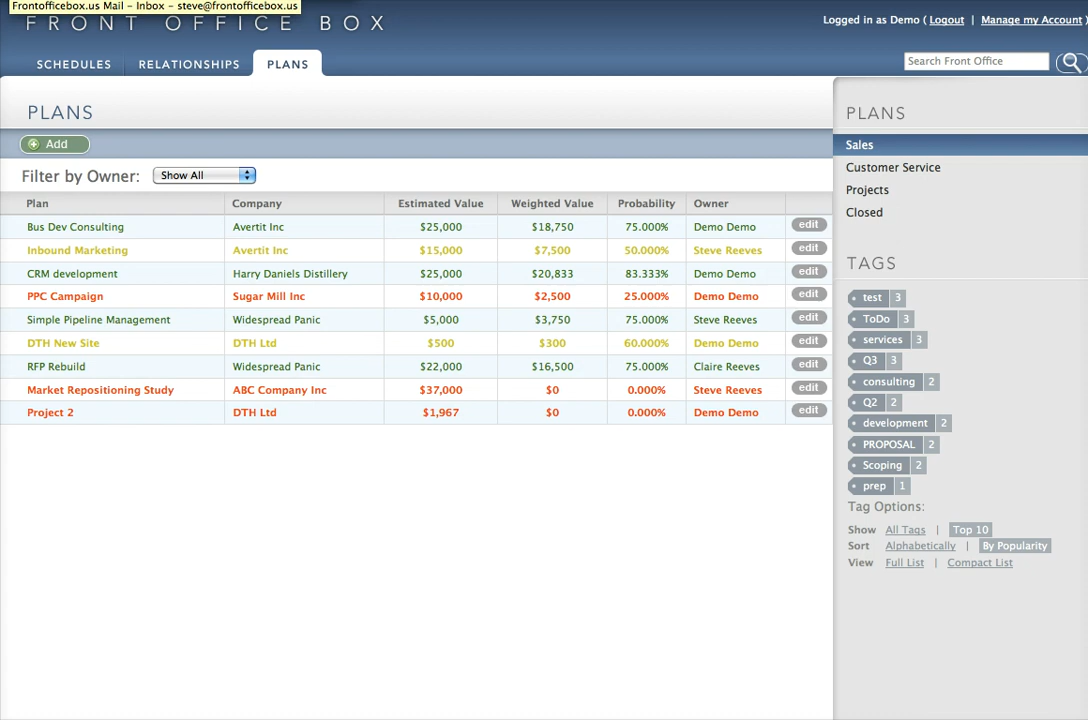 Frontofficebox.us Mail – Inbox – steve@frontofficebox.us
FRONT OFFICE BOX
Logged in as Demo ( Logout | Manage my Account )
SCHEDULES RELATIONSHIPS PLANS
Search Front Office
PLANS
Add
Filter by Owner: Show All
Plan Company Estimated Value Weighted Value Probability Owner
Bus Dev Consulting Avertit Inc $25,000 $18,750 75.000% Demo Demo edit
Inbound Marketing Avertit Inc $15,000 $7,500 50.000% Steve Reeves edit
CRM development Harry Daniels Distillery $25,000 $20,833 83.333% Demo Demo edit
PPC Campaign Sugar Mill Inc $10,000 $2,500 25.000% Demo Demo edit
Simple Pipeline Management Widespread Panic $5,000 $3,750 75.000% Steve Reeves edit
DTH New Site DTH Ltd $500 $300 60.000% Demo Demo edit
RFP Rebuild Widespread Panic $22,000 $16,500 75.000% Claire Reeves edit
Market Repositioning Study ABC Company Inc $37,000 $0 0.000% Steve Reeves edit
Project 2 DTH Ltd $1,967 $0 0.000% Demo Demo edit
PLANS
Sales
Customer Service
Projects
Closed
TAGS
test 3
ToDo 3
services 3
Q3 3
consulting 2
Q2 2
development 2
PROPOSAL 2
Scoping 2
prep 1
Tag Options:
Show All Tags | Top 10
Sort Alphabetically | By Popularity
View Full List | Compact List